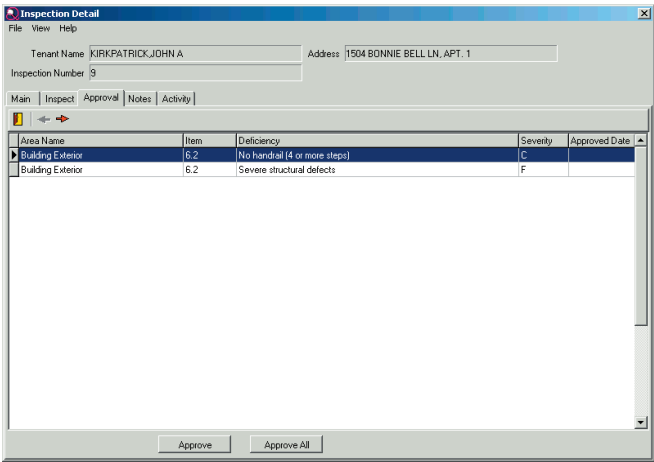 Inspection Detail
File View Help
Tenant Name KIRKPATRICK,JOHN A Address 1504 BONNIE BELL LN, APT. 1
Inspection Number 9
Main Inspect Approval Notes Activity
Area Name Item Deficiency Severity Approved Date
Building Exterior 6.2 No handrail (4 or more steps) C
Building Exterior 6.2 Severe structural defects F
Approve Approve All